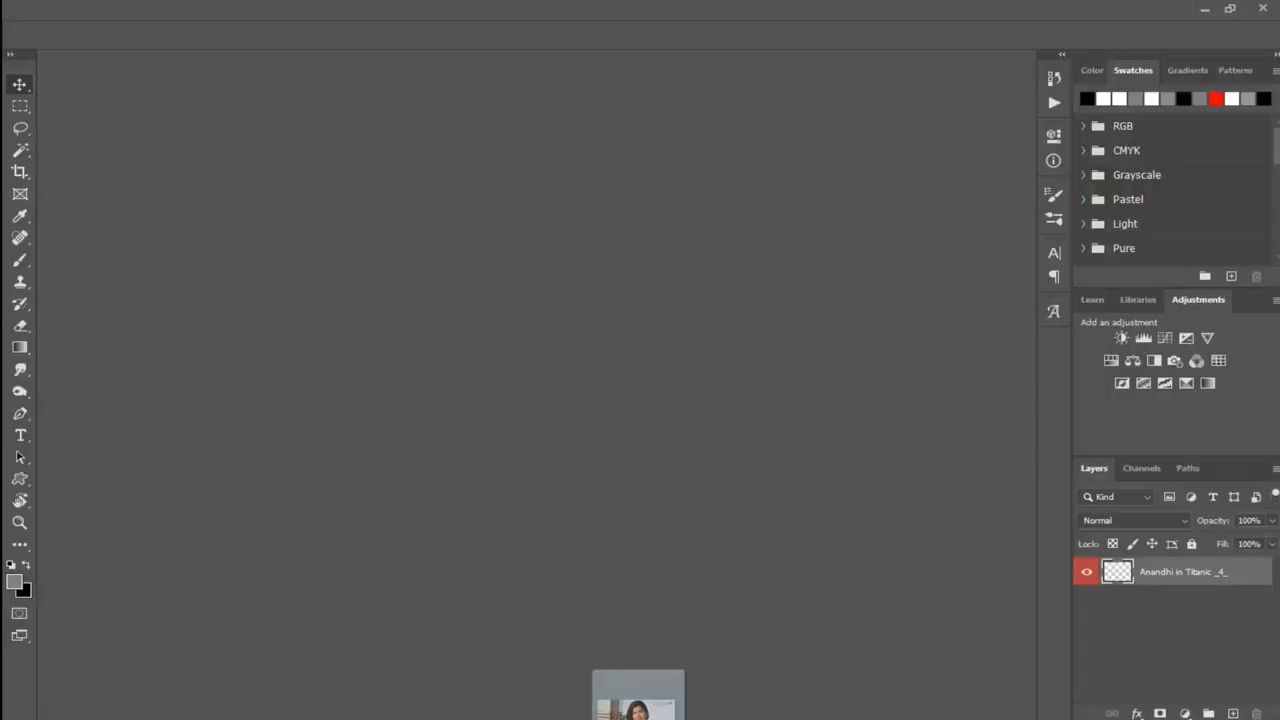 Color Swatches Gradients Patterns
RGB
CMYK
Grayscale
Pastel
Light
Pure
Learn Libraries Adjustments
Add an adjustment
Layers Channels Paths
Kind
Normal Opacity: 100%
Lock: Fill: 100%
Anandhi in Titanic _4_